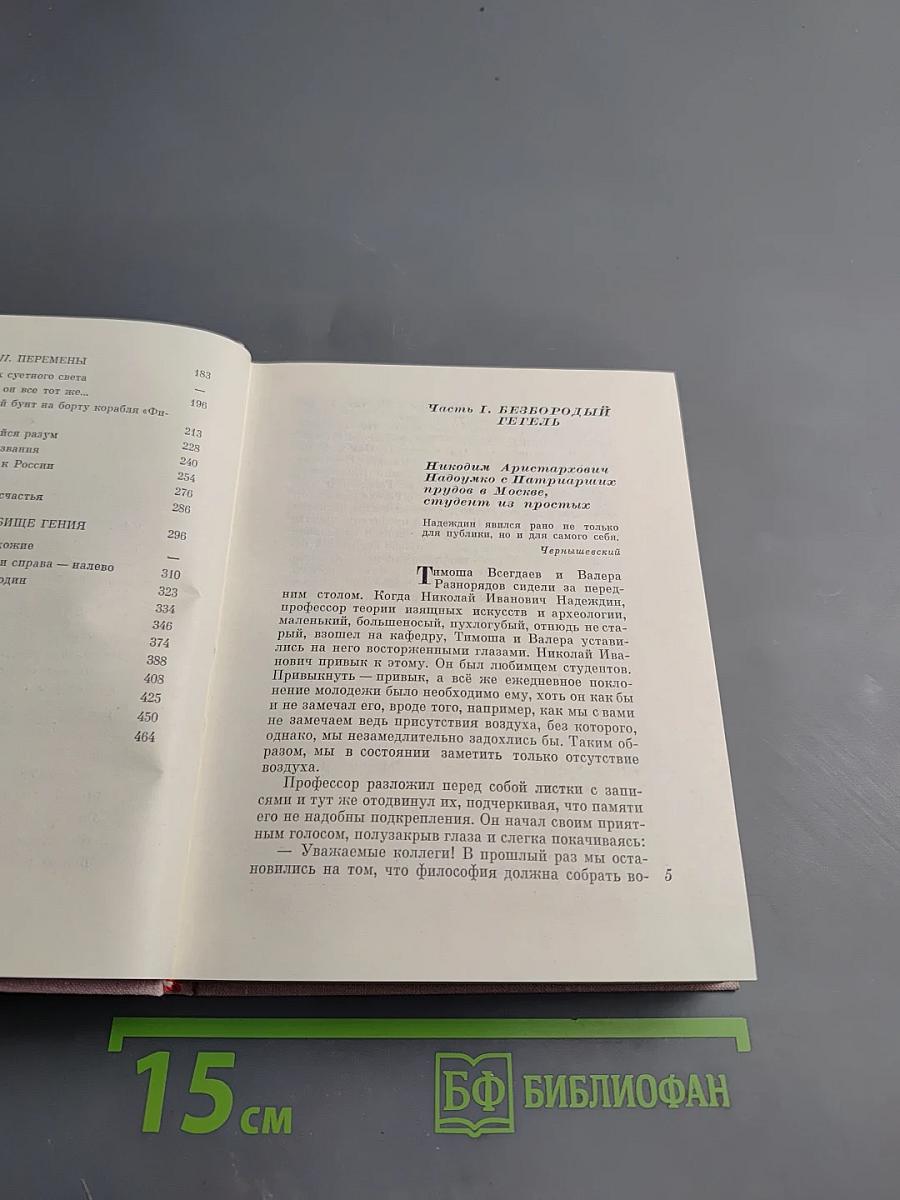 II. ПЕРЕМЕНЫ
суетного света 183
он все тот же... —
й бунт на борту корабля «Фи- 196
йся разум 213
звания 228
к России 240
254
счастья 276
286
БИЩЕ ГЕНИЯ
хожие 296
и справа — налево —
один 310
323
334
346
374
388
408
425
450
464
Часть I. БЕЗБОРОДЫЙ
ГЕГЕЛЬ
Никодим Аристархович
Надоумко с Патриарших
прудов в Москве,
студент из простых
Надеждин явился рано не только
для публики, но и для самого себя.
Чернышевский
Тимоша Всегдаев и Валера
Разнорядов сидели за перед-
ним столом. Когда Николай Иванович Надеждин,
профессор теории изящных искусств и археологии,
маленький, большеносый, пухлогубый, отнюдь не ста-
рый, взошел на кафедру, Тимоша и Валера устави-
лись на него восторженными глазами. Николай Ива-
нович привык к этому. Он был любимцем студентов.
Привыкнуть — привык, а всё же ежедневное покло-
нение молодежи было необходимо ему, хоть он как бы
и не замечал его, вроде того, например, как мы с вами
не замечаем ведь присутствия воздуха, без которого,
однако, мы незамедлительно задохлись бы. Таким об-
разом, мы в состоянии заметить только отсутствие
воздуха.
Профессор разложил перед собой листки с запи-
сями и тут же отодвинул их, подчеркивая, что памяти
его не надобны подкрепления. Он начал своим прият-
ным голосом, полузакрыв глаза и слегка покачиваясь:
— Уважаемые коллеги! В прошлый раз мы оста-
новились на том, что философия должна собрать во- 5
15 см
БФ БИБЛИОФАН